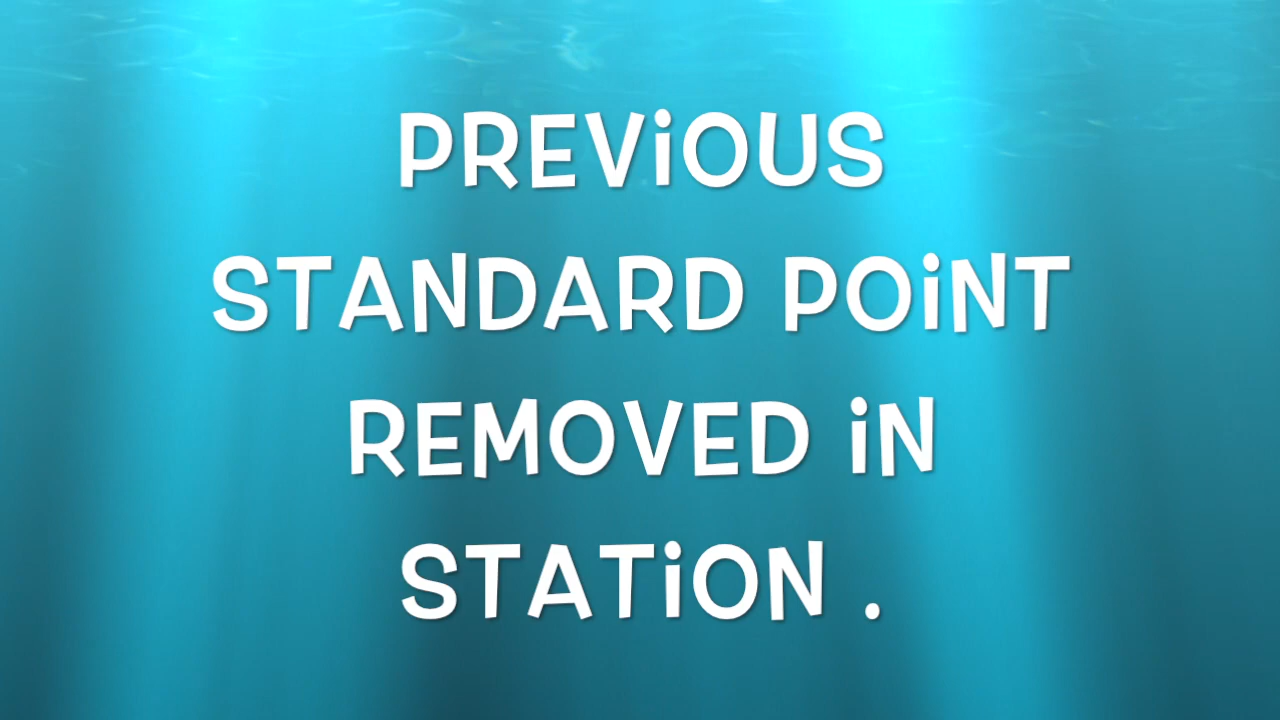 PREViOUS
STANDARD POiNT
REMOVED iN
STATiON .